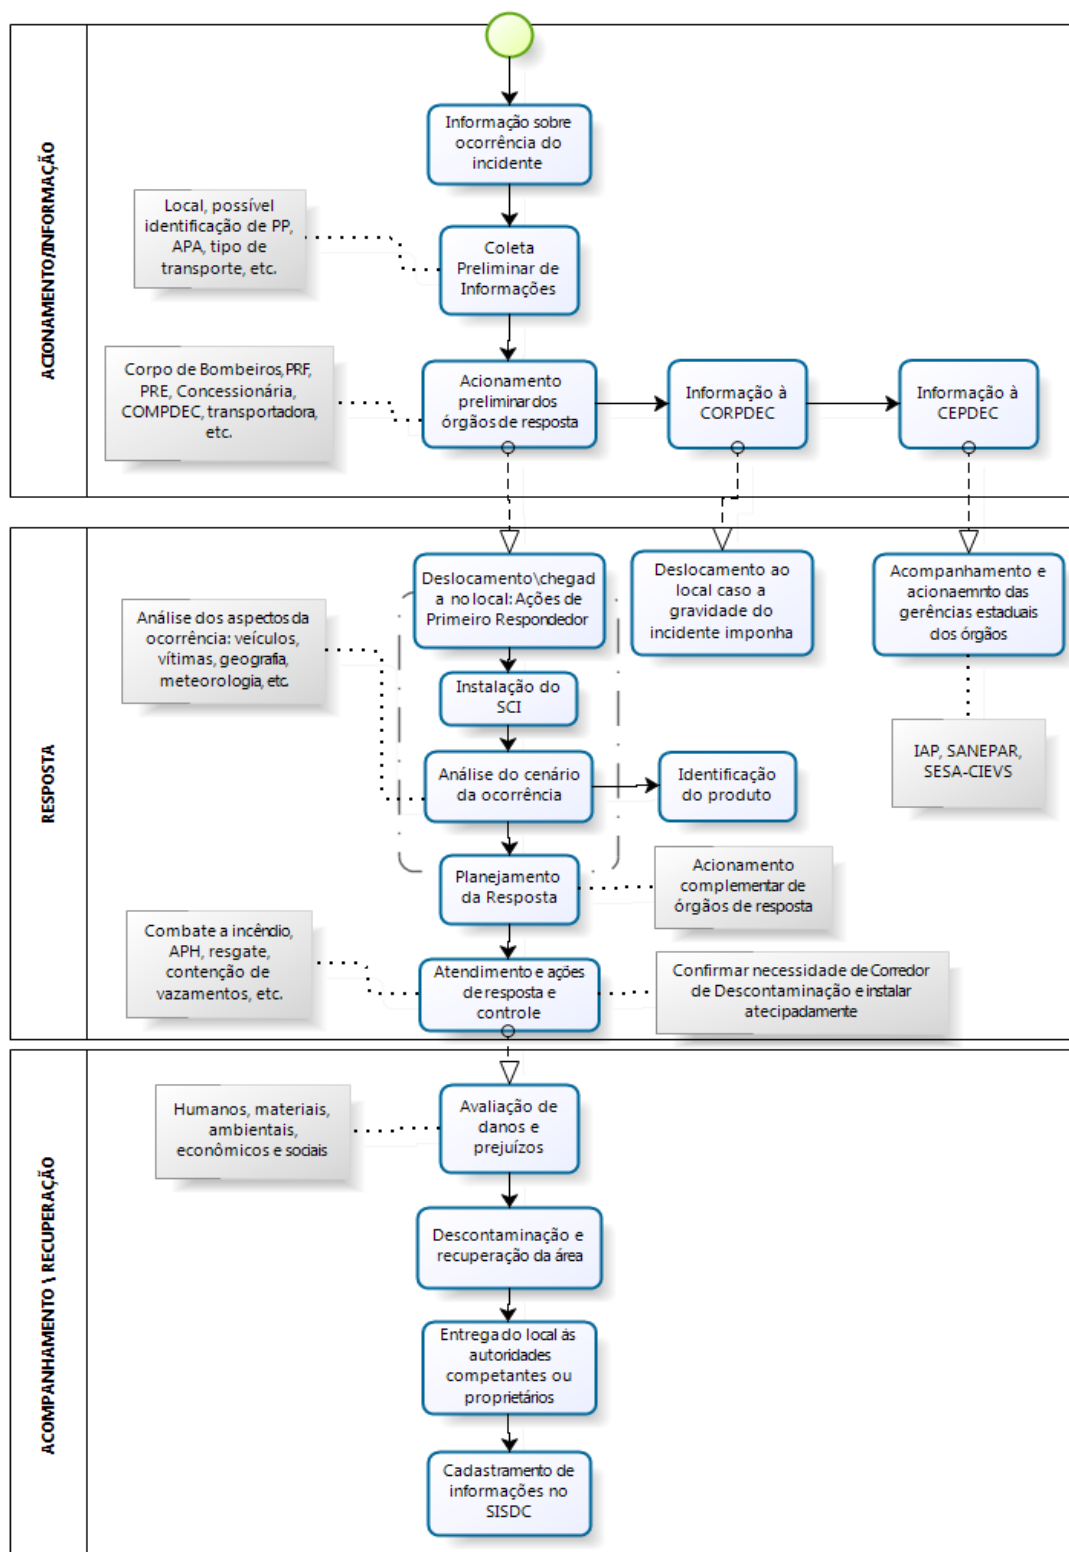 ACIONAMENTO/INFORMAÇÃO
Informação sobre
ocorrência do
incidente
Local, possível
identificação de PP,
APA, tipo de
transporte, etc.
Coleta
Preliminar de
Informações
Corpo de Bombeiros, PRF,
PRE, Concessionária,
COMPDEC, transportadora,
etc.
Acionamento
preliminar dos
órgãos de resposta
Informação à
CORPDEC
Informação à
CEPDEC
RESPOSTA
Deslocamento\chegad
a no local: Ações de
Primeiro Respondedor
Deslocamento ao
local caso a
gravidade do
incidente imponha
Acompanhamento e
acionaemnto das
gerências estaduais
dos órgãos
Análise dos aspectos da
ocorrência: veículos,
vítimas, geografia,
meteorologia, etc.
Instalação do
SCI
IAP, SANEPAR,
SESA-CIEVS
Análise do cenário
da ocorrência
Identificação
do produto
Planejamento
da Resposta
Acionamento
complementar de
órgãos de resposta
Combate a incêndio,
APH, resgate,
contenção de
vazamentos, etc.
Atendimento e ações
de resposta e
controle
Confirmar necessidade de Corredor
de Descontaminação e instalar
atecipadamente
ACOMPANHAMENTO \ RECUPERAÇÃO
Humanos, materiais,
ambientais,
econômicos e sociais
Avaliação de
danos e
prejuízos
Descontaminação e
recuperação da área
Entrega do local ás
autoridades
competantes ou
proprietários
Cadastramento de
informações no
SISDC